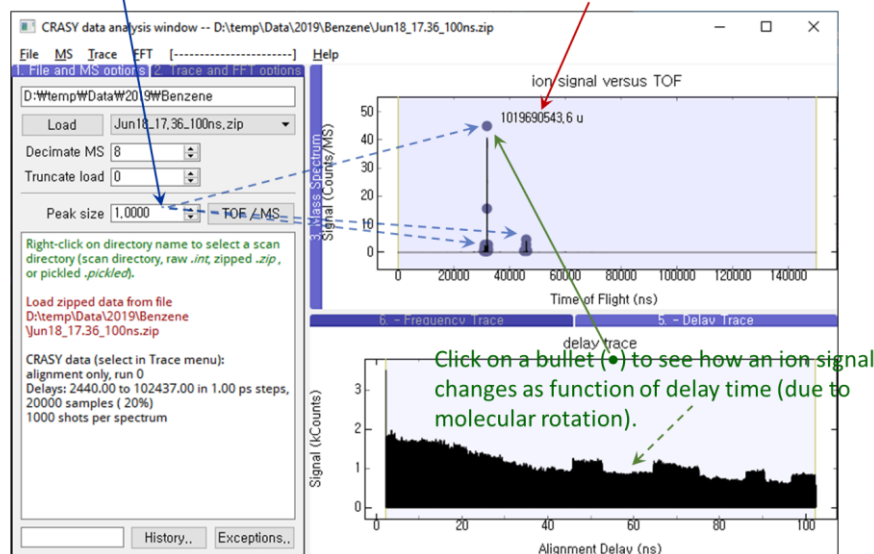 CRASY data analysis window -- D:\temp\Data\2019\Benzene\Jun18_17.36_100ns.zip
File MS Trace FFT [----------------------] Help
1. File and MS options 2. Trace and FFT options
D:₩temp₩Data₩2019₩Benzene
Load Jun18_17,36_100ns,zip
Decimate MS 8
Truncate load 0
Peak size 1,0000 TOF / MS
Right-click on directory name to select a scan
directory (scan directory, raw .int, zipped .zip ,
or pickled .pickled).
Load zipped data from file
D:\temp\Data\2019\Benzene
\Jun18_17.36_100ns.zip
CRASY data (select in Trace menu):
alignment only, run 0
Delays: 2440.00 to 102437.00 in 1.00 ps steps,
20000 samples ( 20%)
1000 shots per spectrum
History,, Exceptions,,
3. Mass Spectrum
ion signal versus TOF
1019690543,6 u
Signal (Counts/MS)
50
40
30
20
10
0
0 20000 40000 60000 80000 100000 120000 140000
Time of Flight (ns)
6. - Frequency Trace 5. - Delay Trace
delay trace
Click on a bullet (●) to see how an ion signal
changes as function of delay time (due to
molecular rotation).
Signal (kCounts)
3
2
1
0
0 20 40 60 80 100
Alignment Delay (ns)